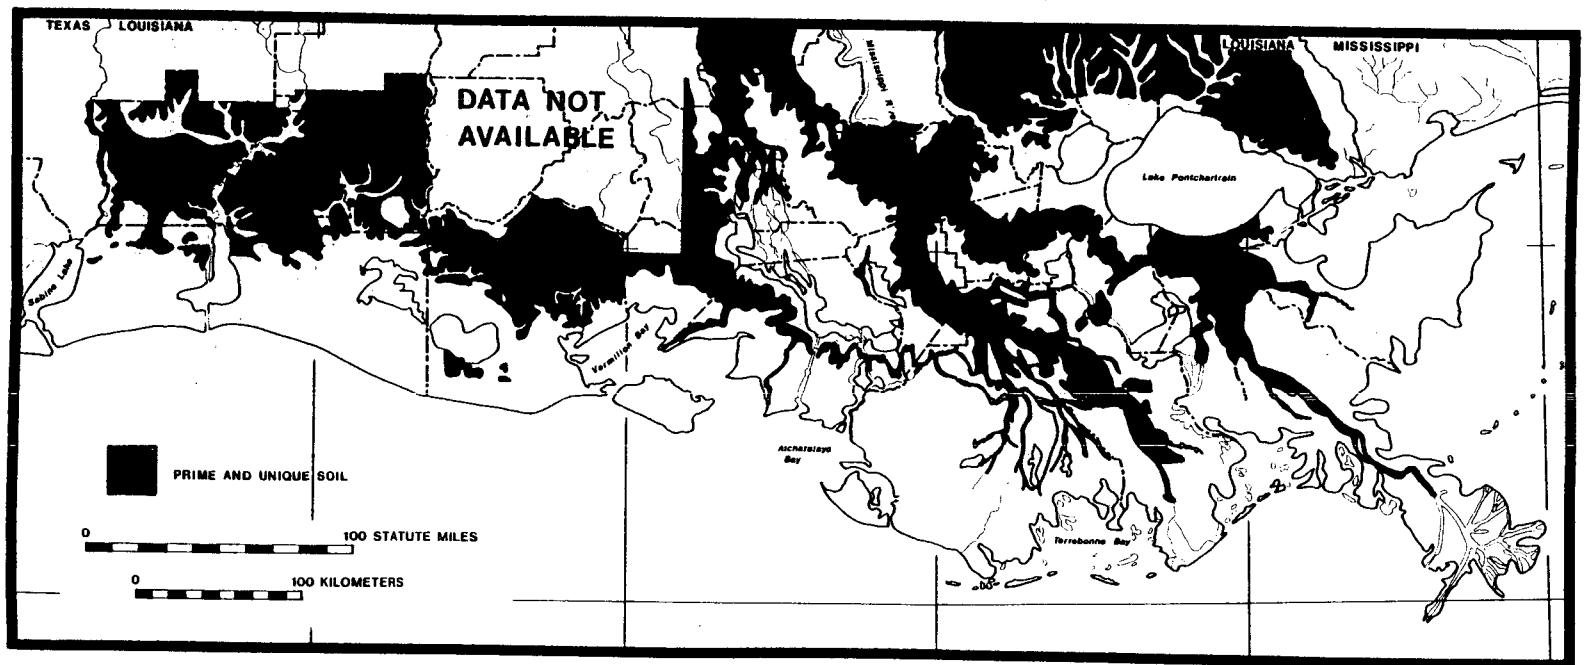 TEXAS LOUISIANA
LOUISIANA MISSISSIPPI
Mississippi R.
DATA NOT
AVAILABLE
Lake Pontchartrain
Sabine Lake
Vermilion Bay
Atchafalaya
Bay
Terrebonne Bay
PRIME AND UNIQUE SOIL
0 100 STATUTE MILES
0 100 KILOMETERS